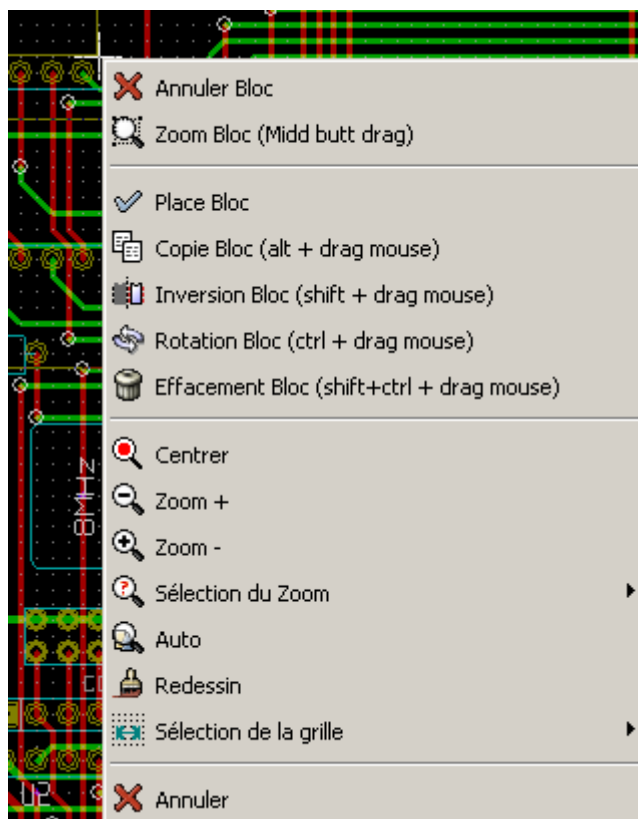 Annuler Bloc
Zoom Bloc (Midd butt drag)
Place Bloc
Copie Bloc (alt + drag mouse)
Inversion Bloc (shift + drag mouse)
Rotation Bloc (ctrl + drag mouse)
Effacement Bloc (shift+ctrl + drag mouse)
8MHz
Centrer
Zoom +
Zoom -
Sélection du Zoom
Auto
Redessin
Sélection de la grille
U2
Annuler